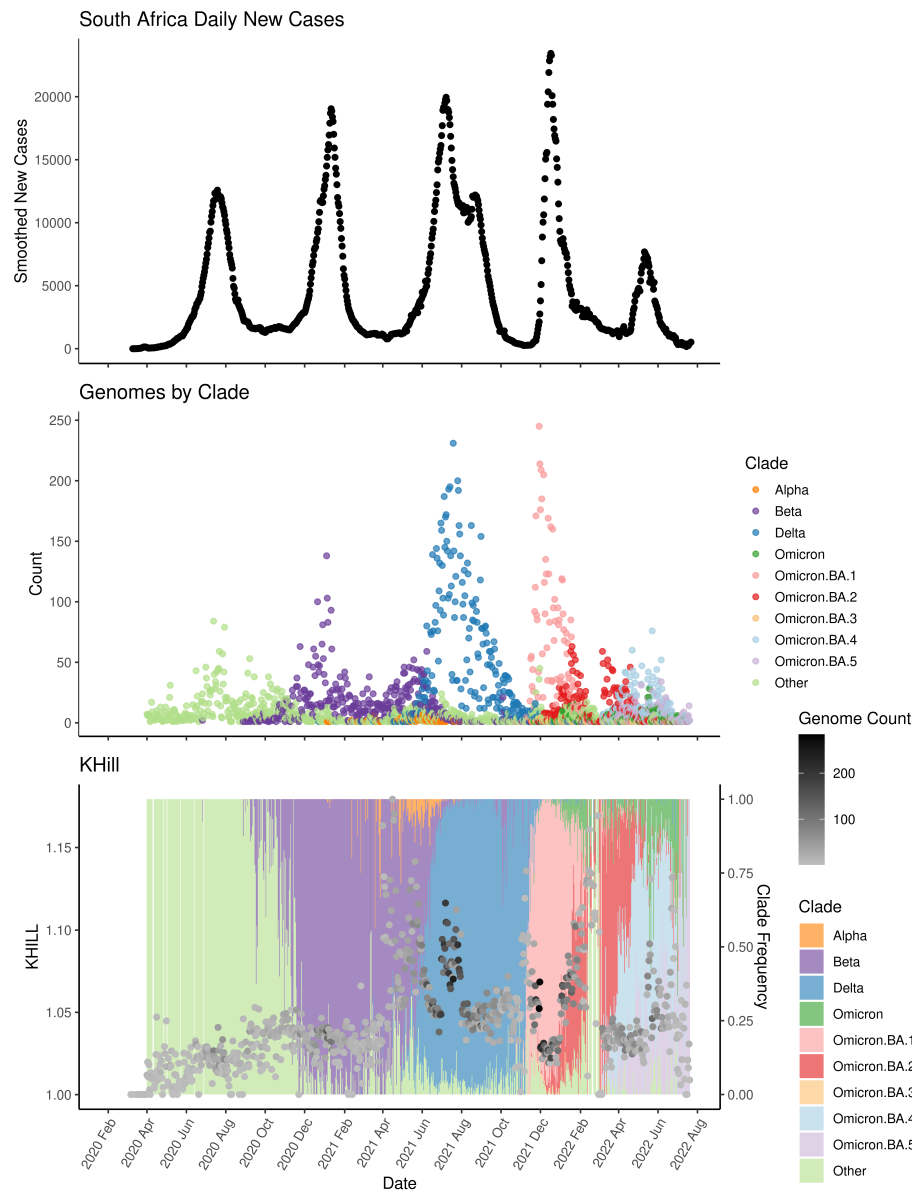 South Africa Daily New Cases
Smoothed New Cases
20000
15000
10000
5000
0
Genomes by Clade
Count
250
200
150
100
50
0
Clade
Alpha
Beta
Delta
Omicron
Omicron.BA.1
Omicron.BA.2
Omicron.BA.3
Omicron.BA.4
Omicron.BA.5
Other
KHill
KHILL
1.15
1.10
1.05
1.00
1.00
0.75
0.50
0.25
0.00
Clade Frequency
2020 Feb
2020 Apr
2020 Jun
2020 Aug
2020 Oct
2020 Dec
2021 Feb
2021 Apr
2021 Jun
2021 Aug
2021 Oct
2021 Dec
2022 Feb
2022 Apr
2022 Jun
2022 Aug
Date
Genome Count
200
100
Clade
Alpha
Beta
Delta
Omicron
Omicron.BA.1
Omicron.BA.2
Omicron.BA.3
Omicron.BA.4
Omicron.BA.5
Other